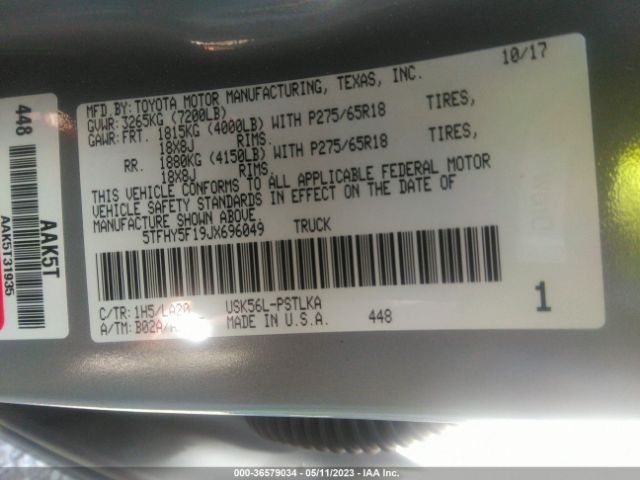 448
AAK5T
AAK5T31935
10/17
MFD.BY:TOYOTA MOTOR MANUFACTURING, TEXAS, INC.
GVWR: 3265KG (7200LB)
GAWR:FRT. 1815KG (4000LB) WITH P275/65R18 TIRES,
18X8J RIMS.
RR. 1880KG (4150LB) WITH P275/65R18 TIRES,
18X8J RIMS.
THIS VEHICLE CONFORMS TO ALL APPLICABLE FEDERAL MOTOR
VEHICLE SAFETY STANDARDS IN EFFECT ON THE DATE OF
MANUFACTURE SHOWN ABOVE.
5TFHY5F19JX696049 TRUCK
C/TR: 1H5/LA20 USK56L-PSTLKA
A/TM: B02A/ MADE IN U.S.A. 448
1
000-36579034 — 05/11/2023 — IAA Inc.